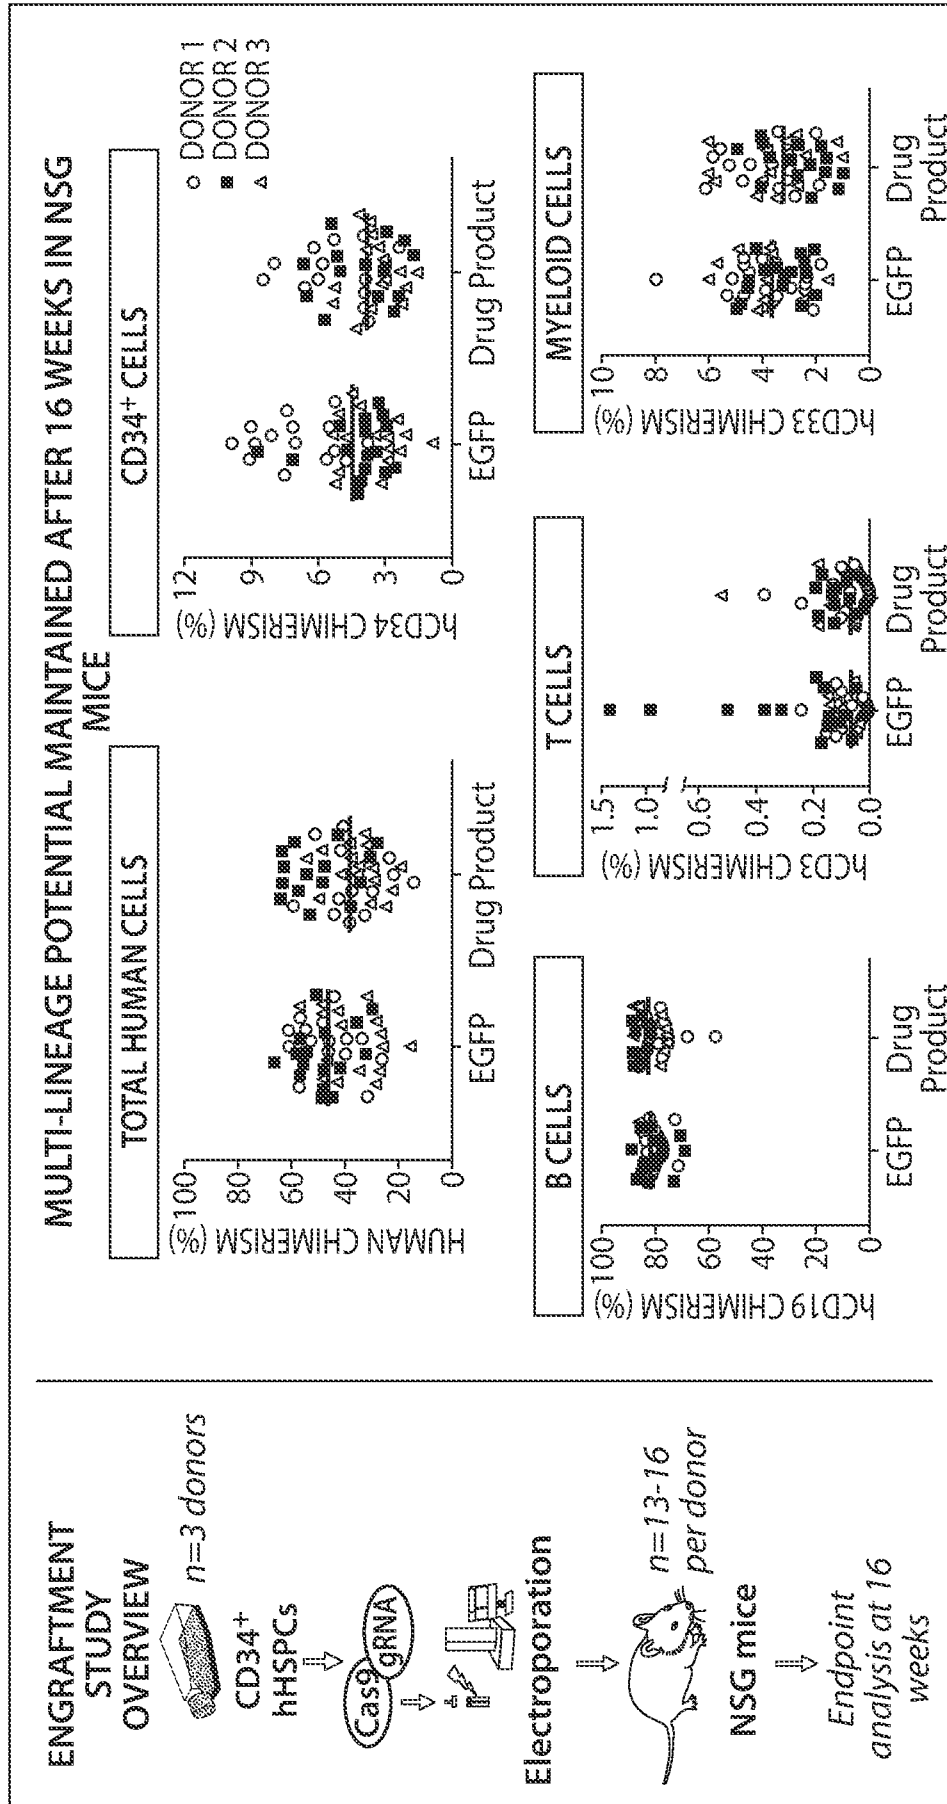 ENGRAFTMENT
STUDY
OVERVIEW
n=3 donors
CD34+
hHSPCs
Cas9
gRNA
Electroporation
n=13-16
per donor
NSG mice
Endpoint
analysis at 16
weeks
MULTI-LINEAGE POTENTIAL MAINTAINED AFTER 16 WEEKS IN NSG
MICE
TOTAL HUMAN CELLS
HUMAN CHIMERISM (%)
100
80
60
40
20
0
EGFP
Drug Product
CD34+ CELLS
hCD34 CHIMERISM (%)
12
9
6
3
0
EGFP
Drug Product
DONOR 1
DONOR 2
DONOR 3
B CELLS
hCD19 CHIMERISM (%)
100
80
60
40
20
0
EGFP
Drug
Product
T CELLS
hCD3 CHIMERISM (%)
1.5
1.0
0.6
0.4
0.2
0.0
EGFP
Drug
Product
MYELOID CELLS
hCD33 CHIMERISM (%)
10
8
6
4
2
0
EGFP
Drug
Product